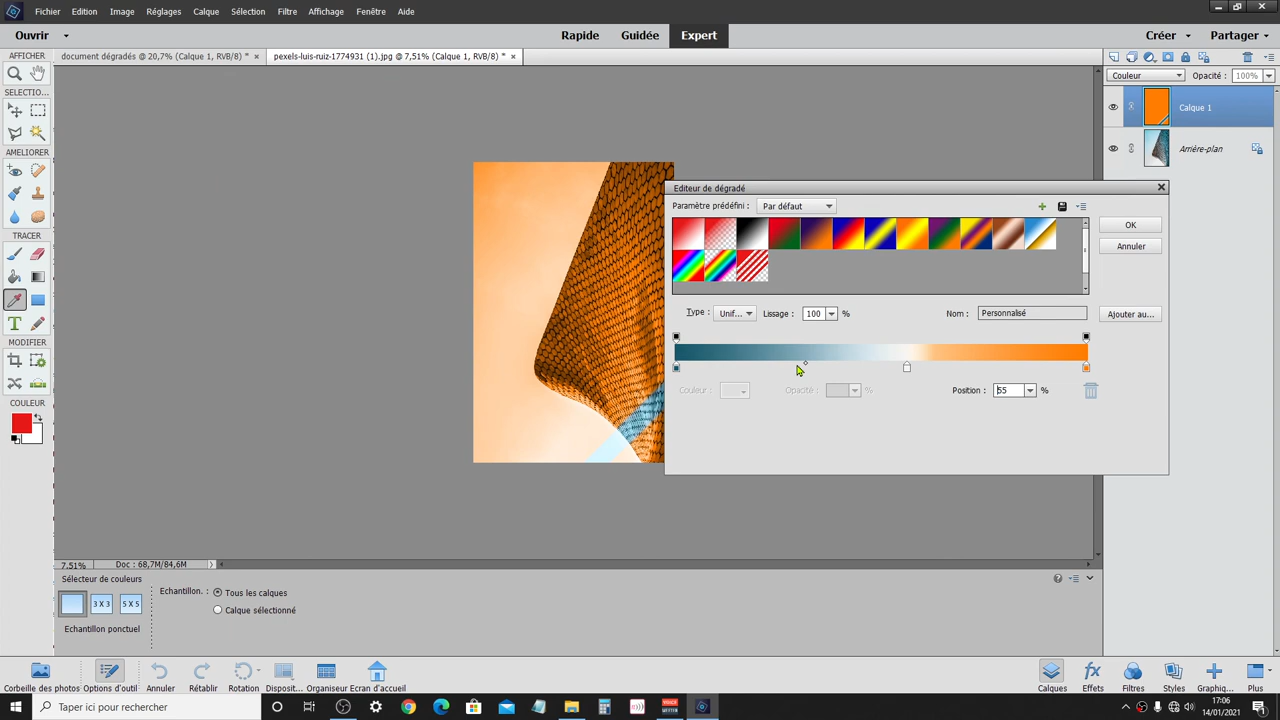 Fichier Edition Image Réglages Calque Sélection Filtre Affichage Fenêtre Aide
Ouvrir Rapide Guidée Expert Créer Partager
AFFICHER document dégradés @ 20,7% (Calque 1, RVB/8) * × pexels-luis-ruiz-1774931 (1).jpg @ 7,51% (Calque 1, RVB/8) * ×
Couleur Opacité : 100%
SELECTIO...
Calque 1
Arrière-plan
AMELIORER
TRACER
COULEUR
Editeur de dégradé
Paramètre prédéfini : Par défaut
OK
Annuler
Type : Unif... Lissage : 100 % Nom : Personnalisé Ajouter au...
Couleur : Opacité : % Position : 55 %
7,51% Doc : 68,7M/84,6M
Sélecteur de couleurs
Echantillon. : Tous les calques
3 X 3 5 X 5
Calque sélectionné
Echantillon ponctuel
Corbeille des photos Options d'outil Annuler Rétablir Rotation Disposit... Organiseur Ecran d'accueil Calques Effets Filtres Styles Graphiq... Plus
Taper ici pour rechercher
17:06
14/01/2021